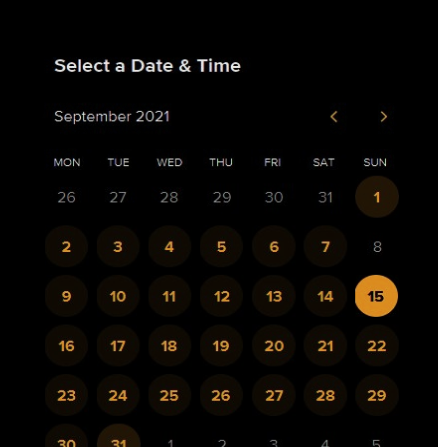 Select a Date & Time
September 2021
MON TUE WED THU FRI SAT SUN
26 27 28 29 30 31 1
2 3 4 5 6 7 8
9 10 11 12 13 14 15
16 17 18 19 20 21 22
23 24 25 26 27 28 29
30 31 1 2 3 4 5